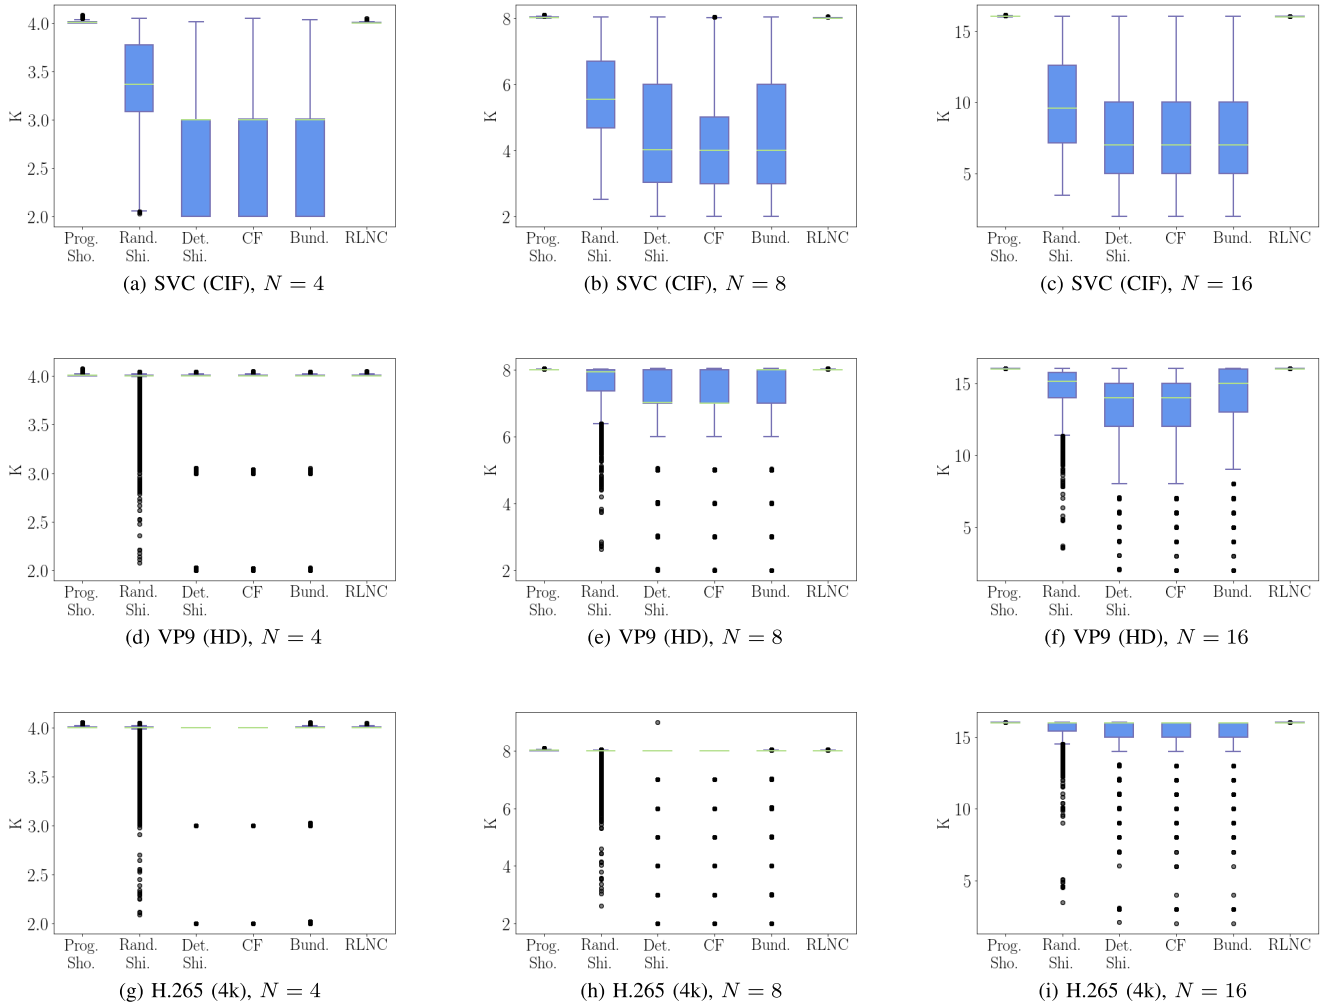 4.0
3.5
3.0
2.5
2.0
K
Prog. Sho.
Rand. Shi.
Det. Shi.
CF
Bund.
RLNC
(a) SVC (CIF), N = 4
8
6
4
2
K
Prog. Sho.
Rand. Shi.
Det. Shi.
CF
Bund.
RLNC
(b) SVC (CIF), N = 8
15
10
5
K
Prog. Sho.
Rand. Shi.
Det. Shi.
CF
Bund.
RLNC
(c) SVC (CIF), N = 16
4.0
3.5
3.0
2.5
2.0
K
Prog. Sho.
Rand. Shi.
Det. Shi.
CF
Bund.
RLNC
(d) VP9 (HD), N = 4
8
6
4
2
K
Prog. Sho.
Rand. Shi.
Det. Shi.
CF
Bund.
RLNC
(e) VP9 (HD), N = 8
15
10
5
K
Prog. Sho.
Rand. Shi.
Det. Shi.
CF
Bund.
RLNC
(f) VP9 (HD), N = 16
4.0
3.5
3.0
2.5
2.0
K
Prog. Sho.
Rand. Shi.
Det. Shi.
CF
Bund.
RLNC
(g) H.265 (4k), N = 4
8
6
4
2
K
Prog. Sho.
Rand. Shi.
Det. Shi.
CF
Bund.
RLNC
(h) H.265 (4k), N = 8
15
10
5
K
Prog. Sho.
Rand. Shi.
Det. Shi.
CF
Bund.
RLNC
(i) H.265 (4k), N = 16